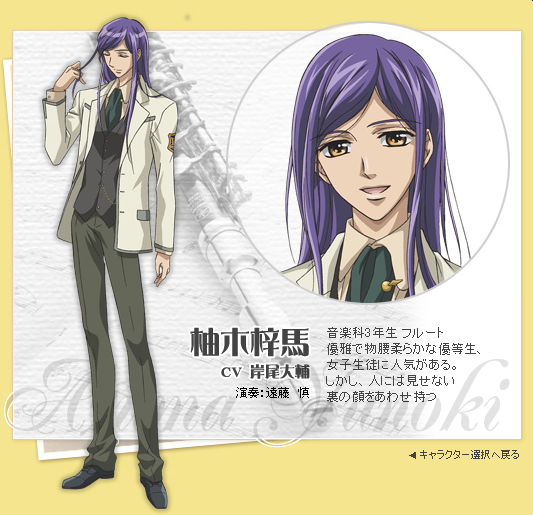 柚木梓馬
CV 岸尾大輔
演奏:遠藤 慎
音楽科3年生 フルート
優雅で物腰柔らかな優等生、
女子生徒に人気がある。
しかし、人には見せない
裏の顔をあわせ持つ
Azuma Yunoki
◀ キャラクター選択へ戻る